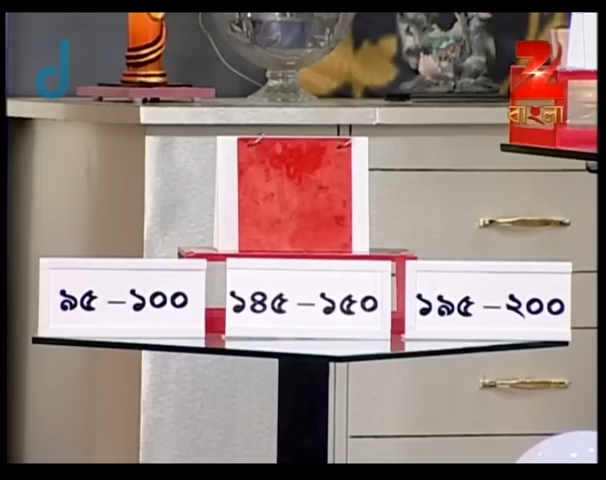 বাংলা
৯৫ – ১০০ ১৪৫ – ১৫০ ১৯৫ – ২০০